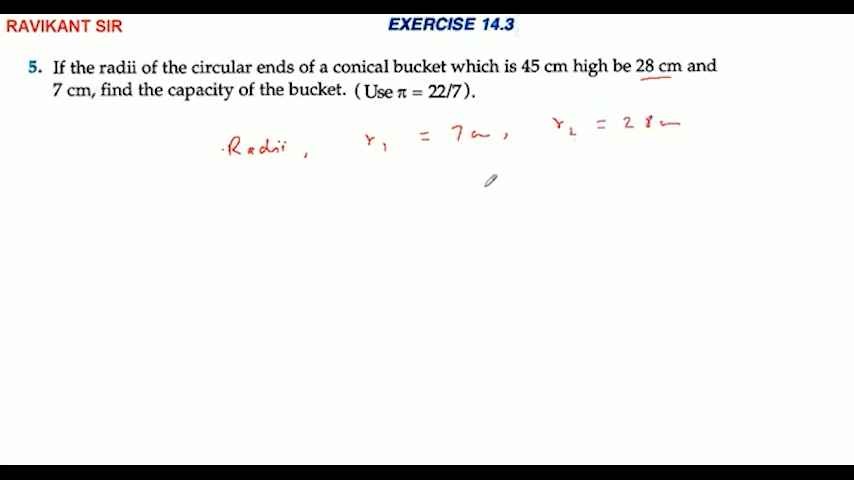 RAVIKANT SIR
EXERCISE 14.3
5. If the radii of the circular ends of a conical bucket which is 45 cm high be 28 cm and
7 cm, find the capacity of the bucket. (Use π = 22/7).
Radii, r₁ = 7 cm, r₂ = 28 cm